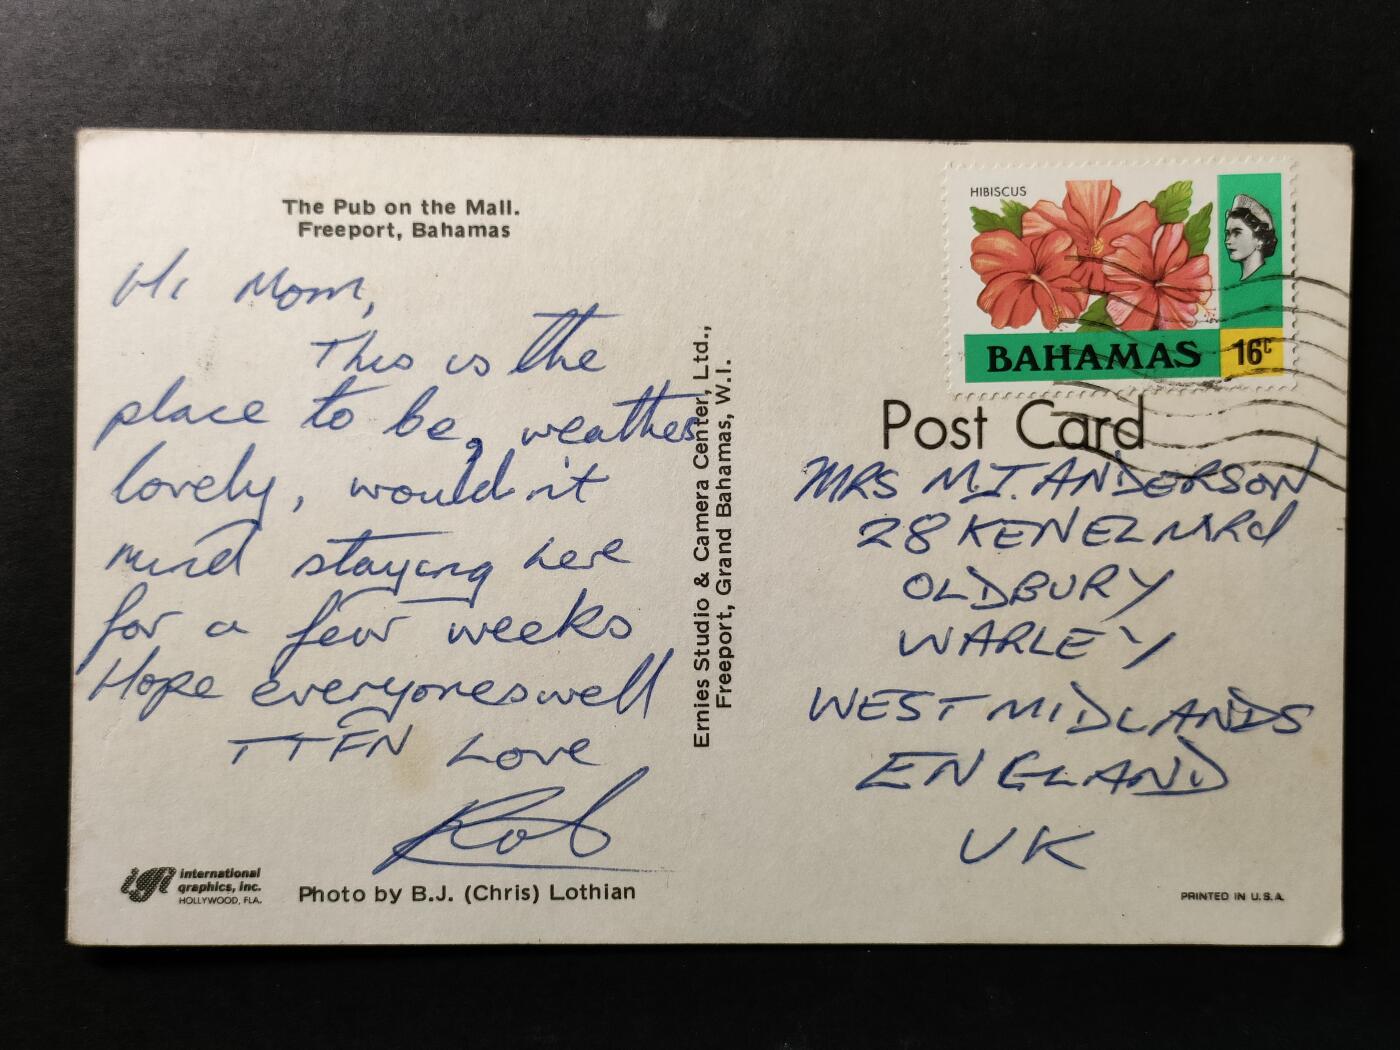 The Pub on the Mall.
Freeport, Bahamas
Hi Mom,
This is the
place to be, weather
lovely, wouldn't
mind staying here
for a few weeks
Hope everyones well
TTFN Love
Rob
international
graphics, inc.
HOLLYWOOD, FLA.
Photo by B.J. (Chris) Lothian
Ernies Studio & Camera Center, Ltd.,
Freeport, Grand Bahamas, W.I.
HIBISCUS
BAHAMAS 16c
Post Card
MRS M.J. ANDERSON
28 Rd
OLDBURY
WARLEY
WEST MIDLANDS
ENGLAND
UK
PRINTED IN U.S.A.